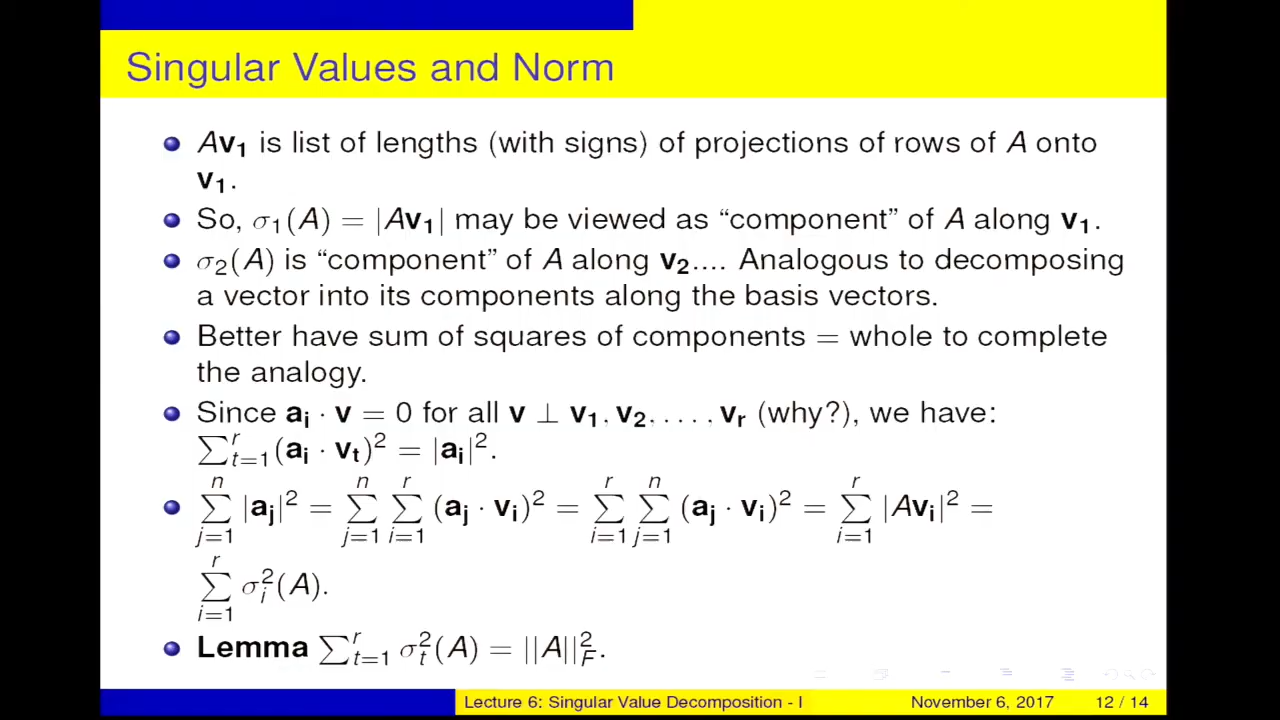 Singular Values and Norm
Av₁ is list of lengths (with signs) of projections of rows of A onto
v₁.
So, σ₁(A) = |Av₁| may be viewed as “component” of A along v₁.
σ₂(A) is “component” of A along v₂.... Analogous to decomposing
a vector into its components along the basis vectors.
Better have sum of squares of components = whole to complete
the analogy.
Since aᵢ · v = 0 for all v ⊥ v₁, v₂, . . . , vᵣ (why?), we have:
∑ʳₜ₌₁(aᵢ · vₜ)² = |aᵢ|².
∑ⁿⱼ₌₁ |aⱼ|² = ∑ⁿⱼ₌₁ ∑ʳᵢ₌₁ (aⱼ · vᵢ)² = ∑ʳᵢ₌₁ ∑ⁿⱼ₌₁ (aⱼ · vᵢ)² = ∑ʳᵢ₌₁ |Avᵢ|² =
∑ʳᵢ₌₁ σᵢ²(A).
Lemma ∑ʳₜ₌₁ σₜ²(A) = ||A||²_F.
Lecture 6: Singular Value Decomposition - I November 6, 2017 12 / 14